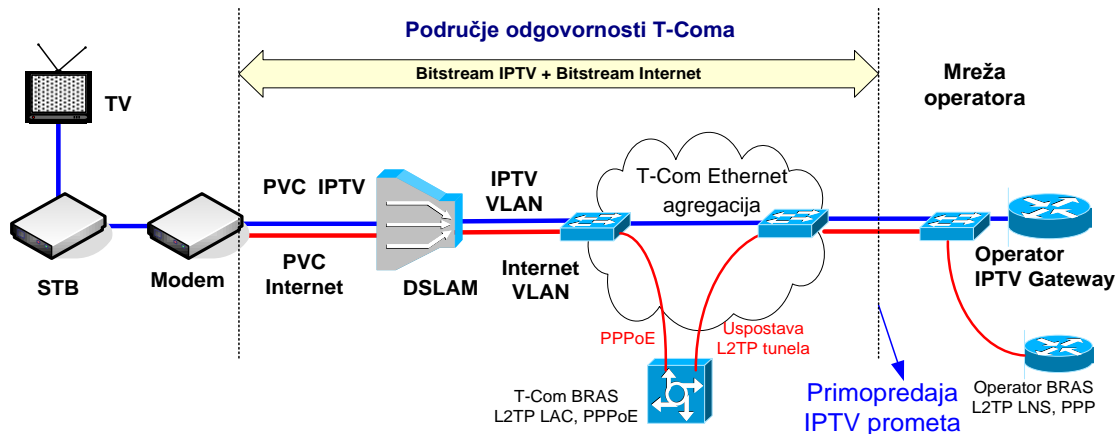 Područje odgovornosti T-Coma
Bitstream IPTV + Bitstream Internet
Mreža
operatora
TV
PVC IPTV
IPTV
VLAN
T-Com Ethernet
agregacija
STB
Modem
PVC
Internet
DSLAM
Internet
VLAN
Operator
IPTV Gateway
PPPoE
Uspostava
L2TP tunela
T-Com BRAS
L2TP LAC, PPPoE
Primopredaja
IPTV prometa
Operator BRAS
L2TP LNS, PPP